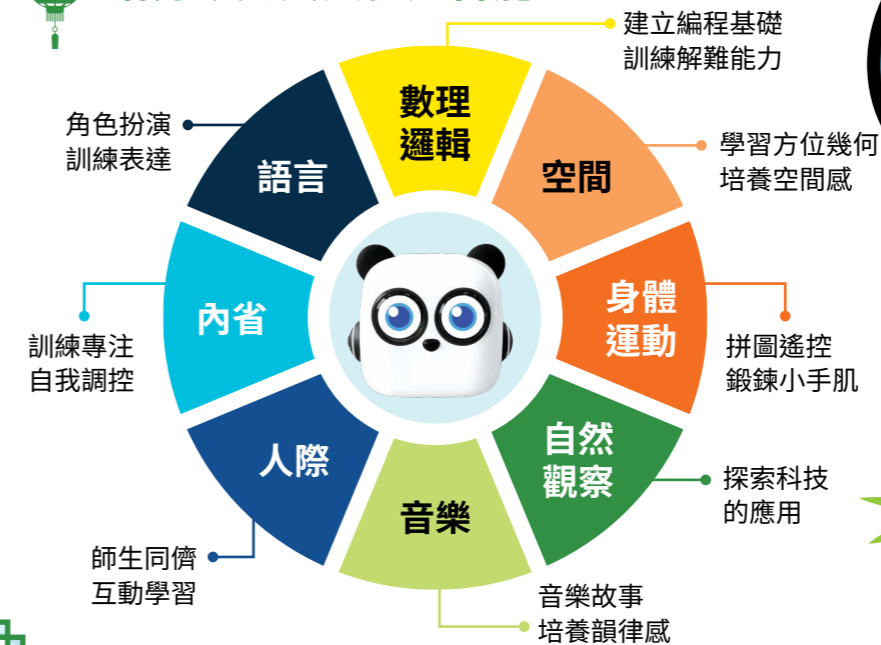 數理
邏輯
建立編程基礎
訓練解難能力
空間
學習方位幾何
培養空間感
身體
運動
拼圖遙控
鍛鍊小手肌
自然
觀察
探索科技
的應用
音樂
音樂故事
培養韻律感
人際
師生同儕
互動學習
內省
訓練專注
自我調控
語言
角色扮演
訓練表達